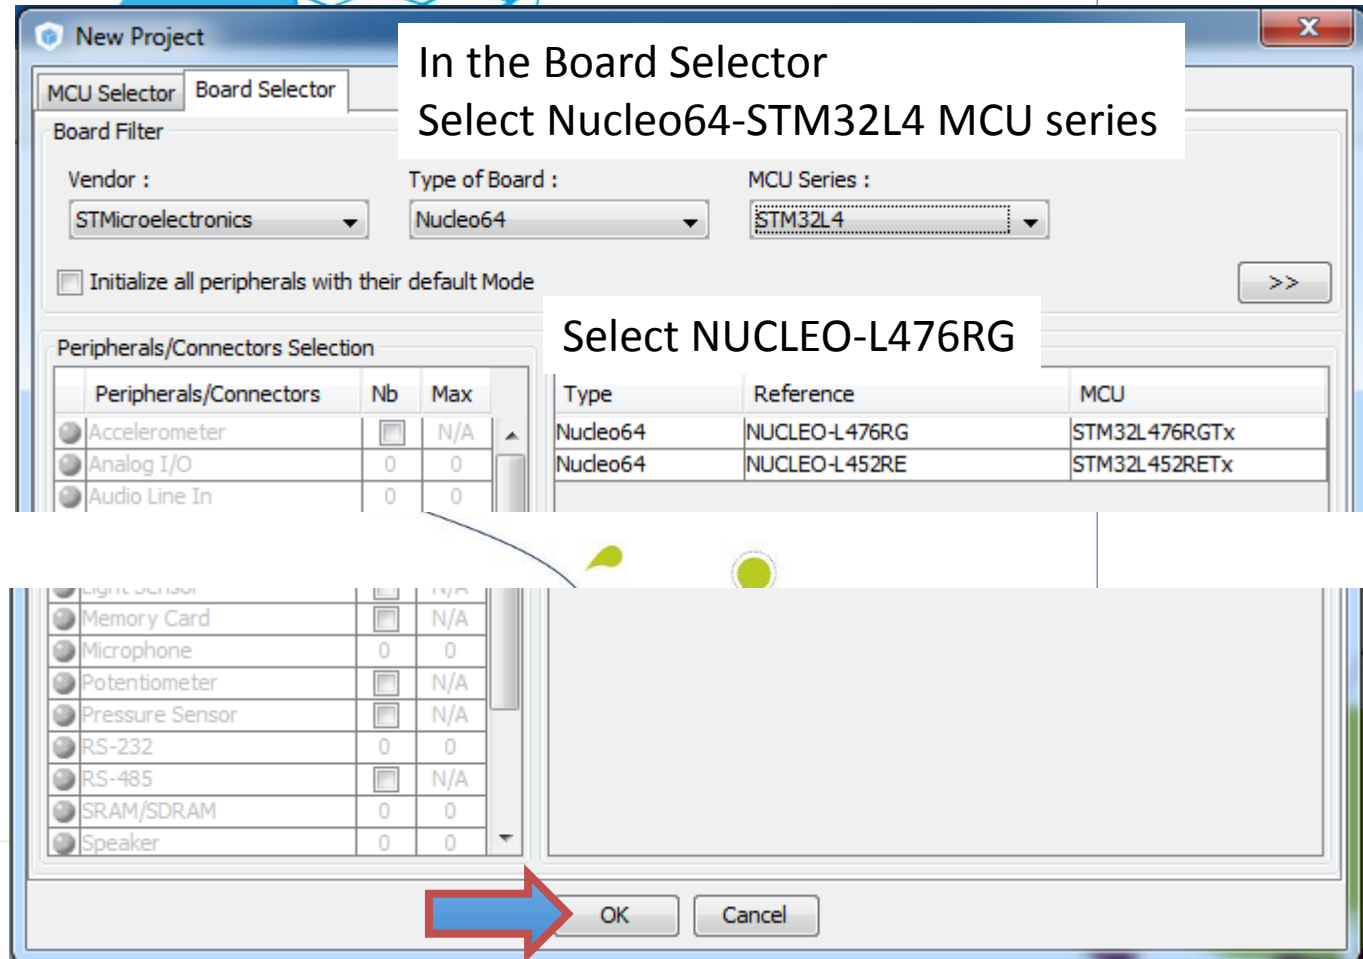 New Project
In the Board Selector
Select Nucleo64-STM32L4 MCU series
MCU Selector Board Selector
Board Filter
Vendor : Type of Board : MCU Series :
STMicroelectronics Nucleo64 STM32L4
Initialize all peripherals with their default Mode >>
Select NUCLEO-L476RG
Peripherals/Connectors Selection
Peripherals/Connectors Nb Max Type Reference MCU
Accelerometer N/A Nucleo64 NUCLEO-L476RG STM32L476RGTx
Analog I/O 0 0 Nucleo64 NUCLEO-L452RE STM32L452RETx
Audio Line In 0 0
Light Sensor N/A
Memory Card N/A
Microphone 0 0
Potentiometer N/A
Pressure Sensor N/A
RS-232 0 0
RS-485 N/A
SRAM/SDRAM 0 0
Speaker 0 0
OK Cancel